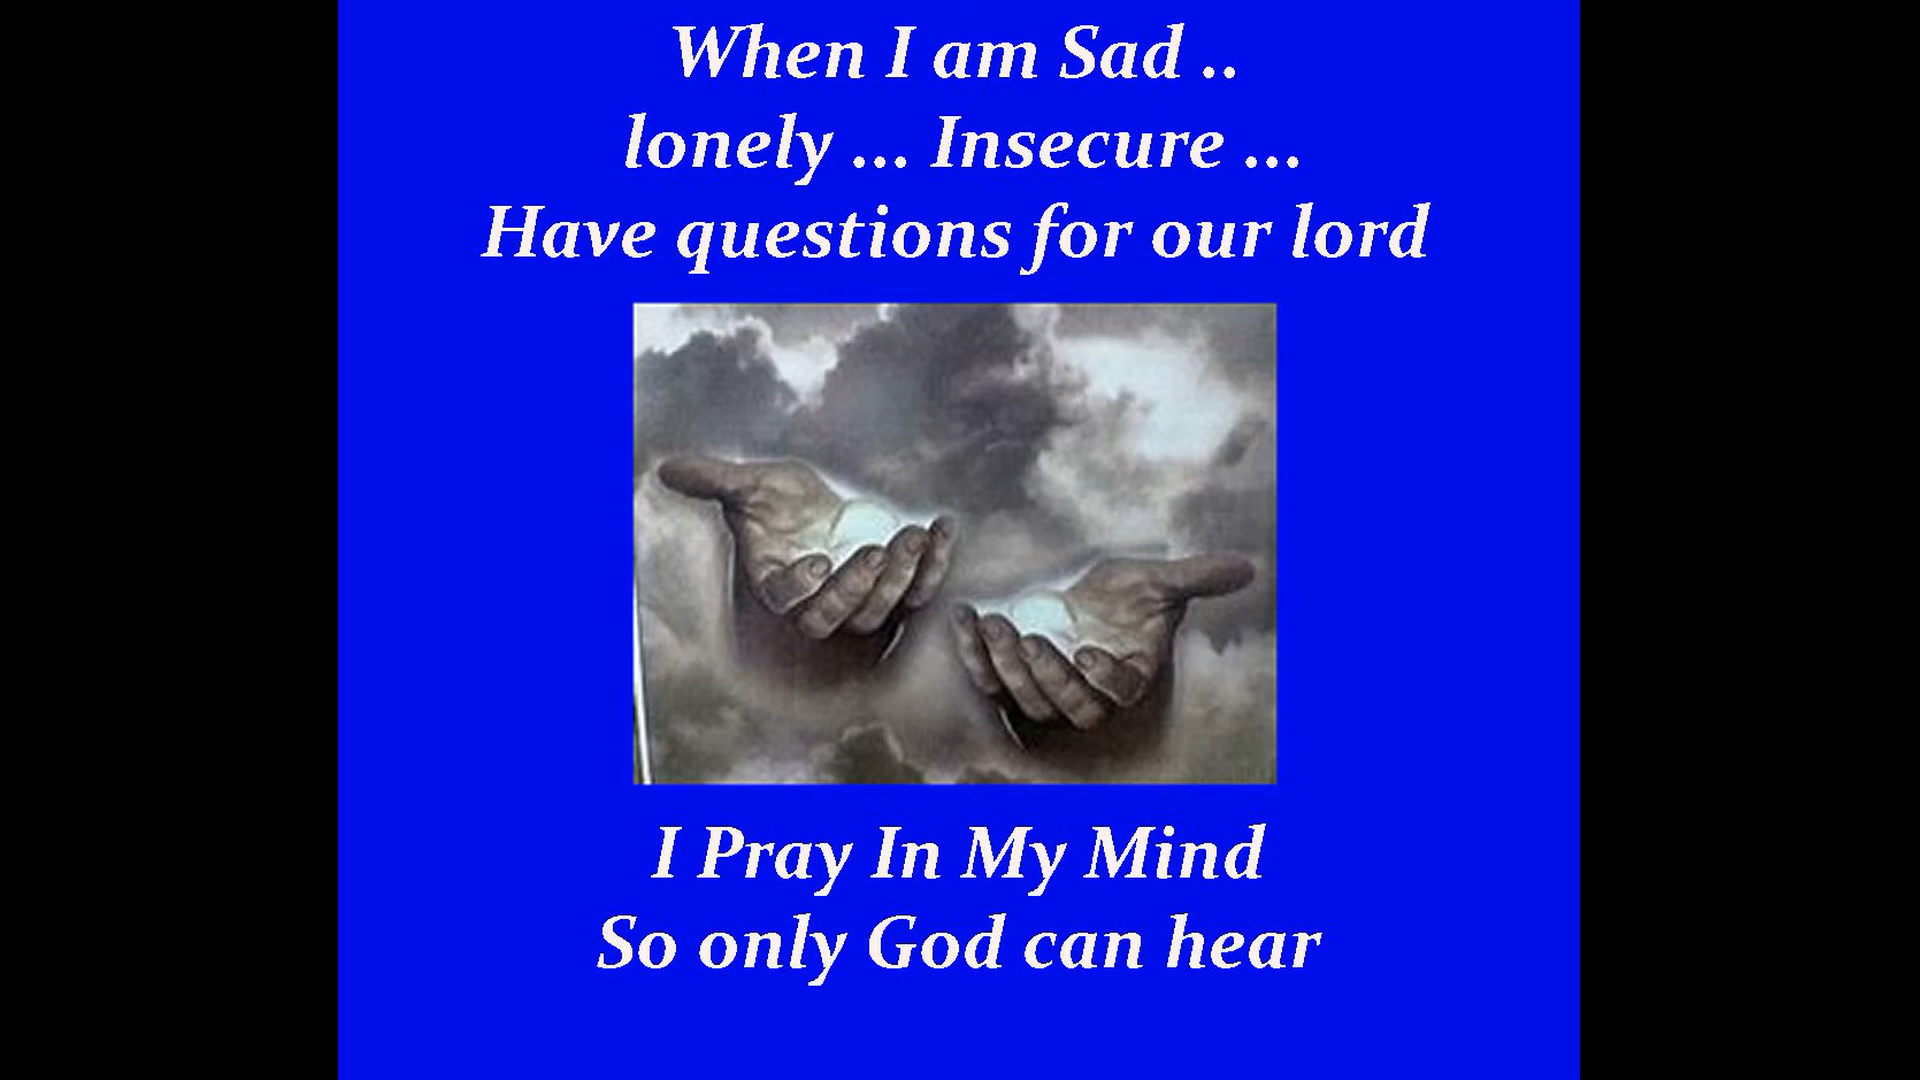 When I am Sad ..
lonely ... Insecure ...
Have questions for our lord
I Pray In My Mind
So only God can hear